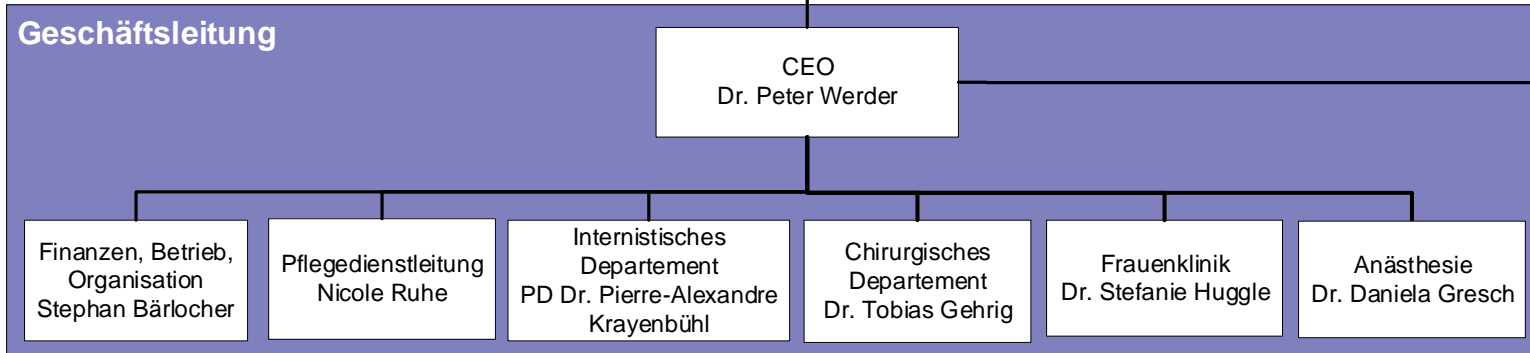 Geschäftsleitung
CEO
Dr. Peter Werder
Finanzen, Betrieb,
Organisation
Stephan Bärlocher
Pflegedienstleitung
Nicole Ruhe
Internistisches
Departement
PD Dr. Pierre-Alexandre
Krayenbühl
Chirurgisches
Departement
Dr. Tobias Gehrig
Frauenklinik
Dr. Stefanie Huggle
Anästhesie
Dr. Daniela Gresch